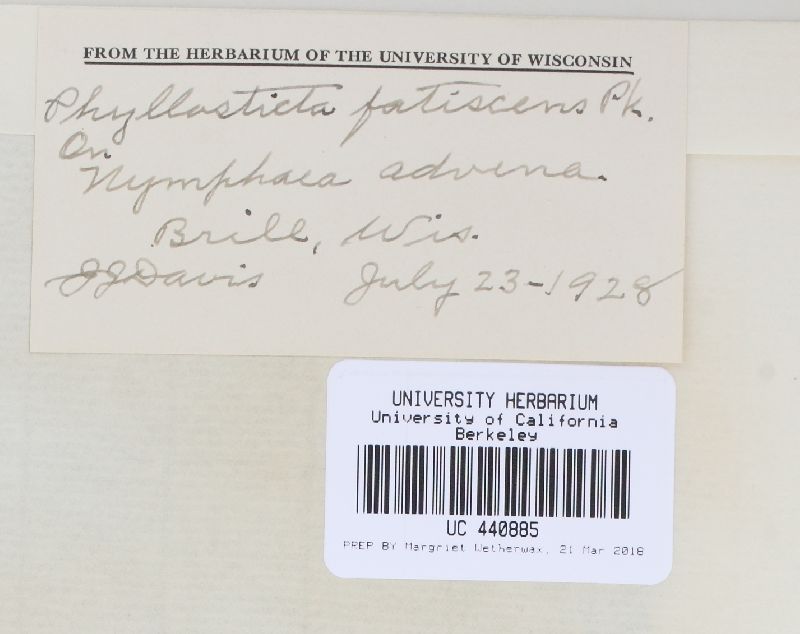 FROM THE HERBARIUM OF THE UNIVERSITY OF WISCONSIN
Phyllosticta fatiscens Pk.
On
Nymphaea advena.
Brill, Wis.
JJDavis July 23-1928
UNIVERSITY HERBARIUM
University of California
Berkeley
UC 440885
PREP BY Margriet Wetherwax, 21 Mar 2018